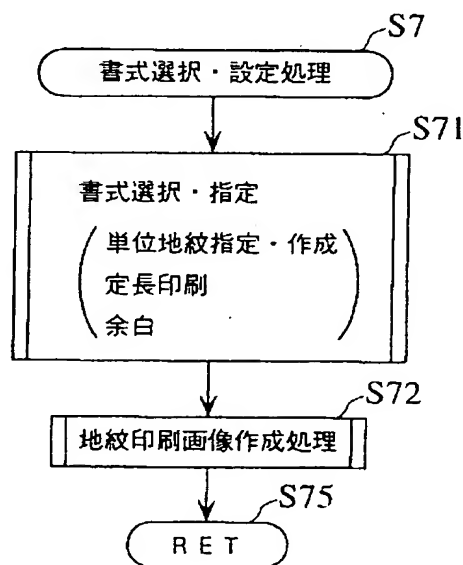 S7
書式選択・設定処理
S71
書式選択・指定
単位地紋指定・作成
定長印刷
余白
S72
地紋印刷画像作成処理
S75
RET